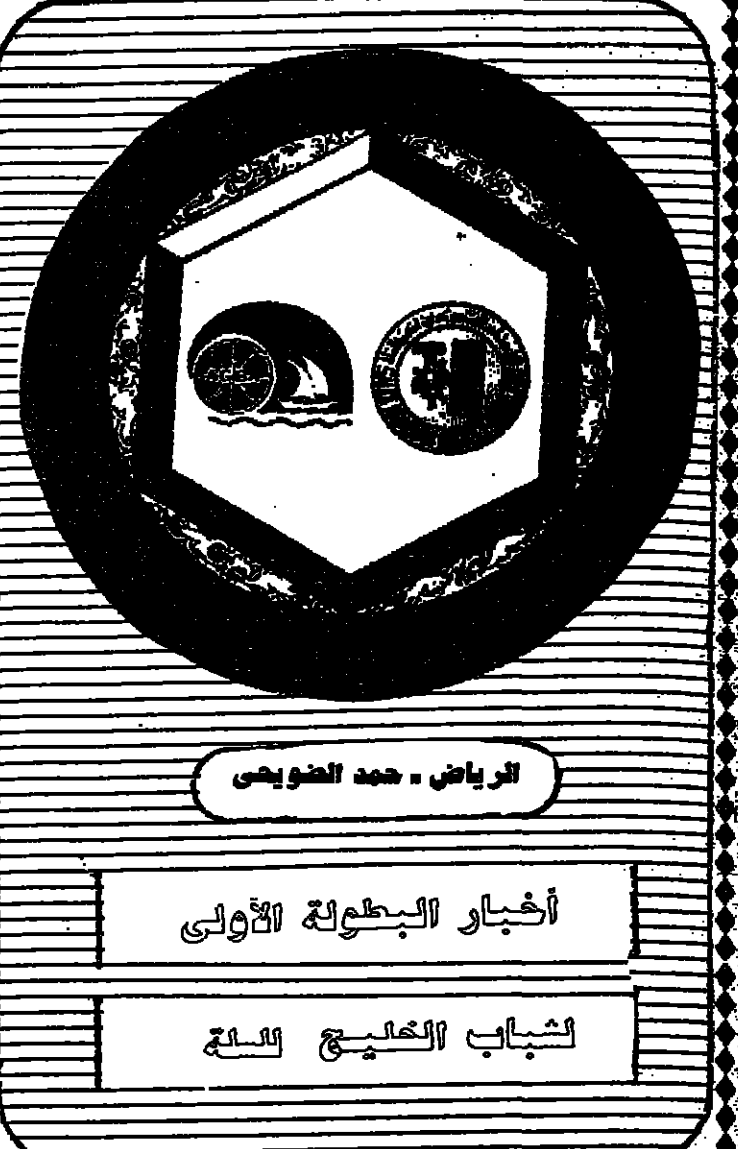 الرياض - حمد الضويحي
أخبار البطولة الأولى
لشباب الخليج للسلة